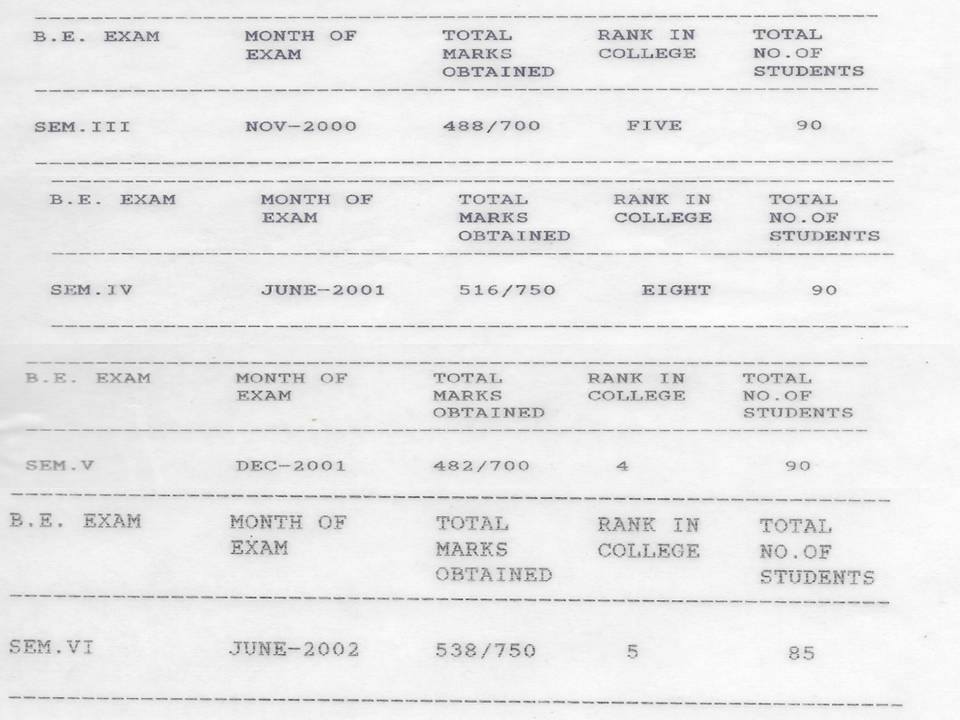 B.E. EXAM MONTH OF TOTAL RANK IN TOTAL
EXAM MARKS COLLEGE NO.OF
OBTAINED STUDENTS
SEM.III NOV-2000 488/700 FIVE 90
B.E. EXAM MONTH OF TOTAL RANK IN TOTAL
EXAM MARKS COLLEGE NO.OF
OBTAINED STUDENTS
SEM.IV JUNE-2001 516/750 EIGHT 90
B.E. EXAM MONTH OF TOTAL RANK IN TOTAL
EXAM MARKS COLLEGE NO.OF
OBTAINED STUDENTS
SEM.V DEC-2001 482/700 4 90
B.E. EXAM MONTH OF TOTAL RANK IN TOTAL
EXAM MARKS COLLEGE NO.OF
OBTAINED STUDENTS
SEM.VI JUNE-2002 538/750 5 85